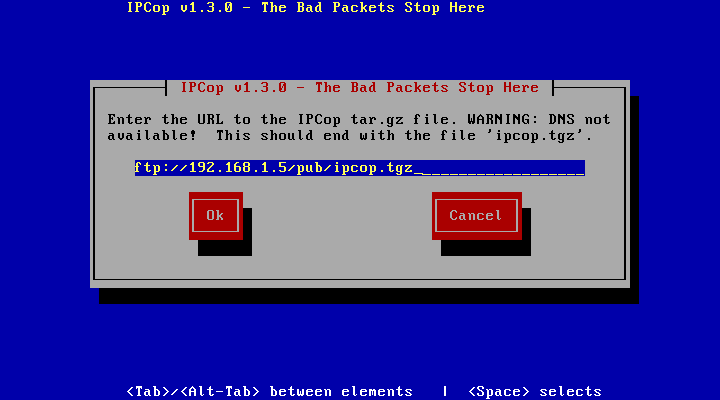 IPCop v1.3.0 - The Bad Packets Stop Here
IPCop v1.3.0 - The Bad Packets Stop Here
Enter the URL to the IPCop tar.gz file. WARNING: DNS not
available!  This should end with the file 'ipcop.tgz'.
ftp://192.168.1.5/pub/ipcop.tgz___________________
Ok Cancel
<Tab>/<Alt-Tab> between elements   |  <Space> selects